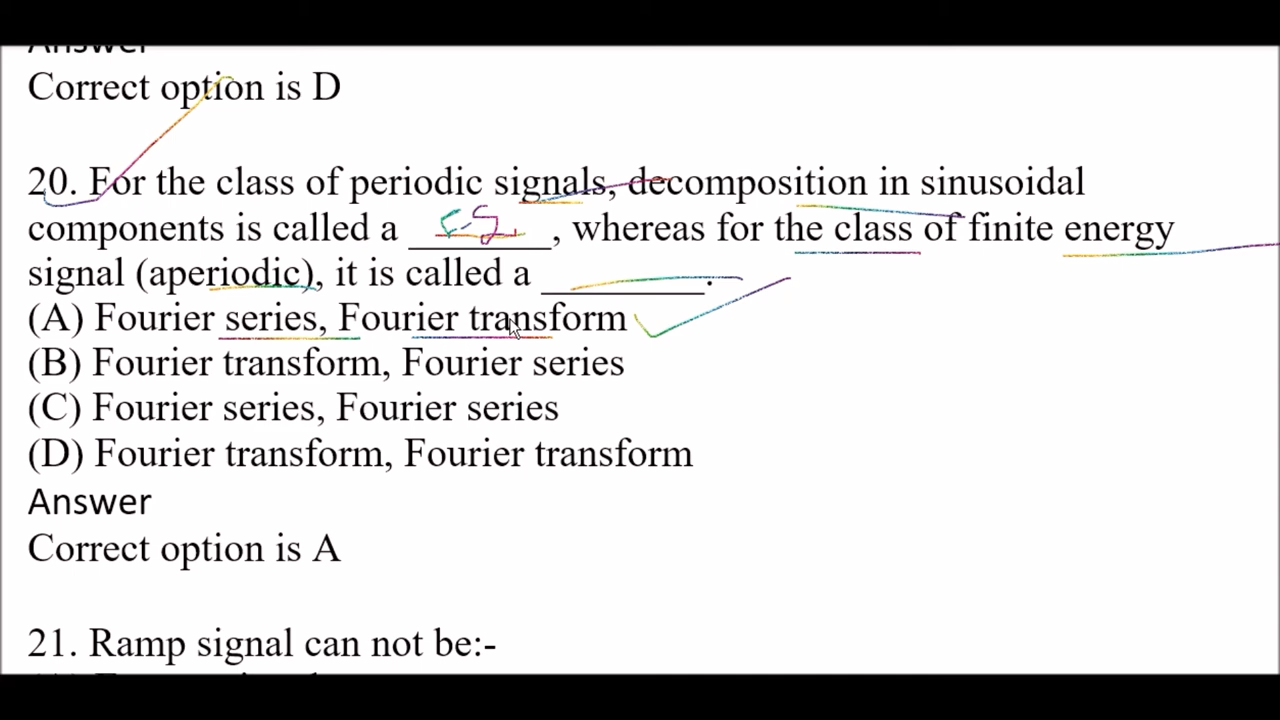 Answer
Correct option is D
20. For the class of periodic signals, decomposition in sinusoidal
components is called a ________, whereas for the class of finite energy
F-S
signal (aperiodic), it is called a _________.
(A) Fourier series, Fourier transform
(B) Fourier transform, Fourier series
(C) Fourier series, Fourier series
(D) Fourier transform, Fourier transform
Answer
Correct option is A
21. Ramp signal can not be:-